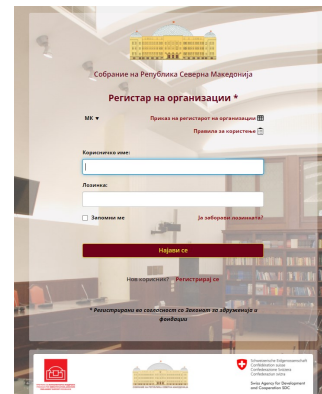 Собрание на Република Северна Македонија
Регистар на организации *
МК ▼
Приказ на регистарот на организации
Правила за користење
Корисничко име:
Лозинка:
Запомни ме
Ја заборави лозинката?
Најави се
Нов корисник? Регистрирај се
* Регистрирани во согласност со Законот за здруженија и
фондации
Schweizerische Eidgenossenschaft
Confédération suisse
Confederazione Svizzera
Confederaziun svizra
Swiss Agency for Development
and Cooperation SDC